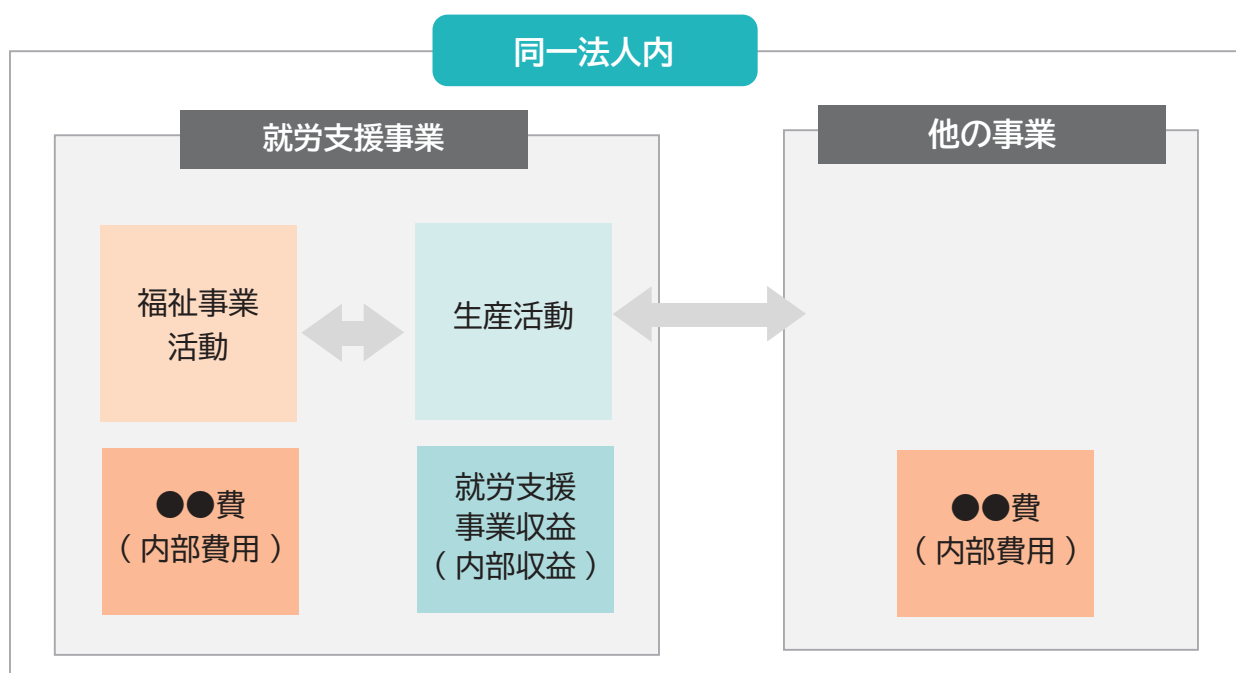 同一法人内
就労支援事業
他の事業
福祉事業
活動
生産活動
●●費
（ 内部費用 ）
就労支援
事業収益
（ 内部収益 ）
●●費
（ 内部費用 ）